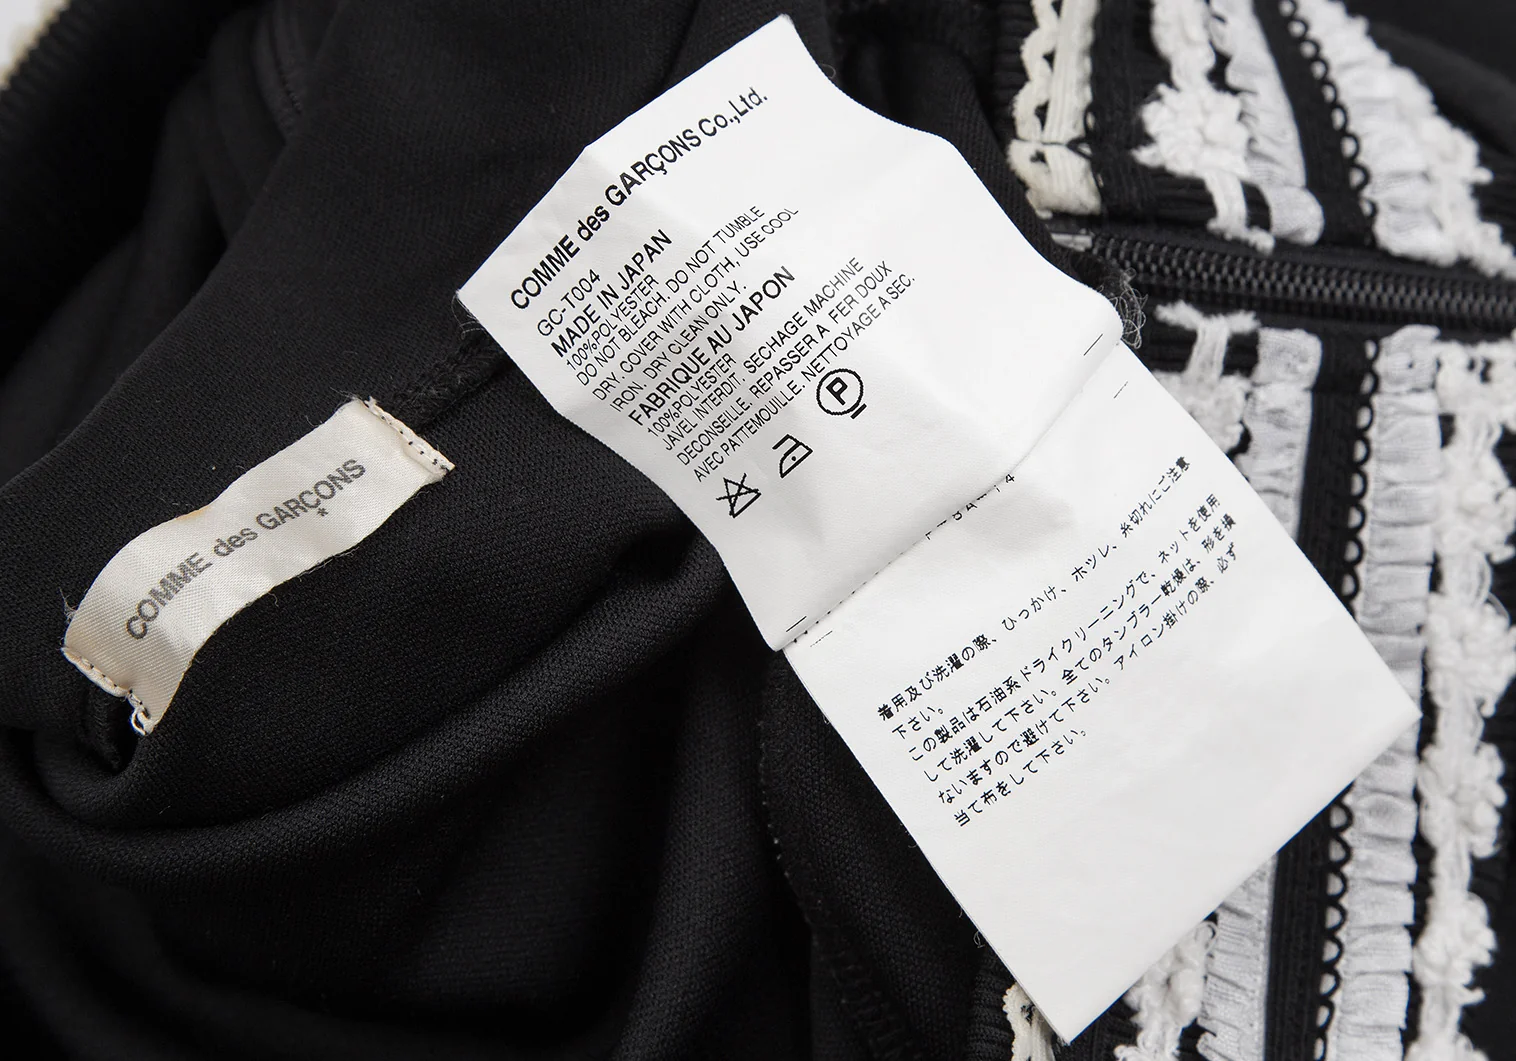 COMME des GARÇONS
*
COMME des GARÇONS Co.,Ltd.
GC-T004
MADE IN JAPAN
100%POLYESTER
DO NOT BLEACH. DO NOT TUMBLE
DRY. COVER WITH CLOTH, USE COOL
IRON. DRY CLEAN ONLY.
FABRIQUE AU JAPON
100%POLYESTER
JAVEL INTERDIT. SECHAGE MACHINE
DECONSEILLE. REPASSER A FER DOUX
AVEC PATTEMOUILLE. NETTOYAGE A SEC.
P
着用及び洗濯の際、ひっかけ、ホツレ、糸切れにご注意
下さい。
この製品は石油系ドライクリーニングで、ネットを使用
して洗濯して下さい。全てのタンブラー乾燥は、形を損
ないますので避けて下さい。アイロン掛けの際、必ず
当て布をして下さい。